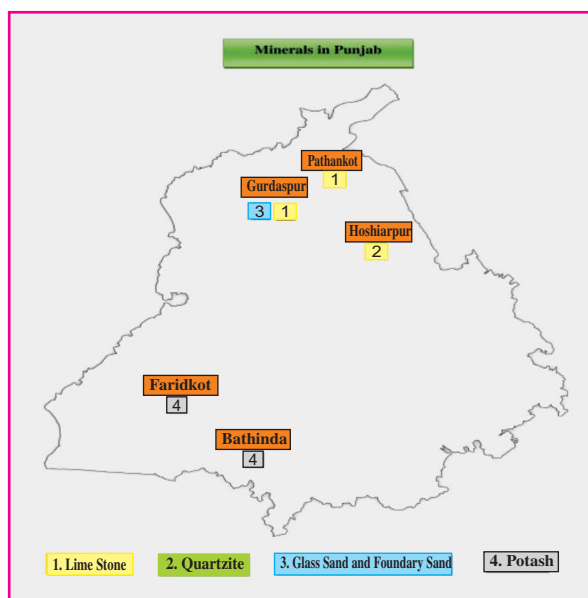 Minerals in Punjab
Pathankot
1
Gurdaspur
3 1
Hoshiarpur
2
Faridkot
4
Bathinda
4
1. Lime Stone 2. Quartzite 3. Glass Sand and Foundary Sand 4. Potash